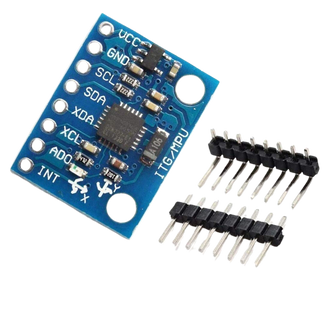 VCC
GND
SCL
SDA
XDA
XCL
ADO
INT
ITG/MPU
Y
X